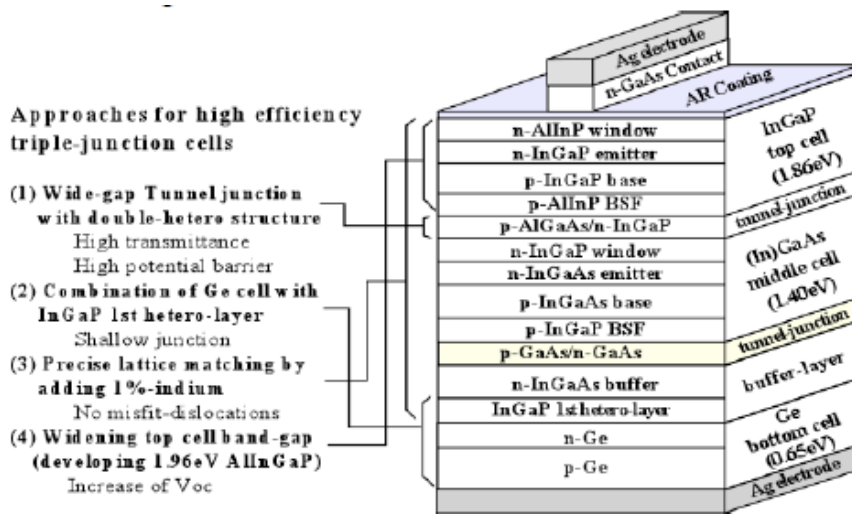 Approaches for high efficiency
triple-junction cells
(1) Wide-gap Tunnel junction
with double-hetero structure
High transmittance
High potential barrier
(2) Combination of Ge cell with
InGaP 1st hetero-layer
Shallow junction
(3) Precise lattice matching by
adding 1%-indium
No misfit-dislocations
(4) Widening top cell band-gap
(developing 1.96eV AlInGaP)
Increase of Voc
Ag electrode
n-GaAs Contact
AR Coating
n-AlInP window
n-InGaP emitter
p-InGaP base
p-AlInP BSF
p-AlGaAs/n-InGaP
n-InGaP window
n-InGaAs emitter
p-InGaAs base
p-InGaP BSF
p-GaAs/n-GaAs
n-InGaAs buffer
InGaP 1st hetero-layer
n-Ge
p-Ge
InGaP
top cell
(1.86eV)
tunnel-junction
(In)GaAs
middle cell
(1.40eV)
tunnel-junction
buffer-layer
Ge
bottom cell
(0.65eV)
Ag electrode